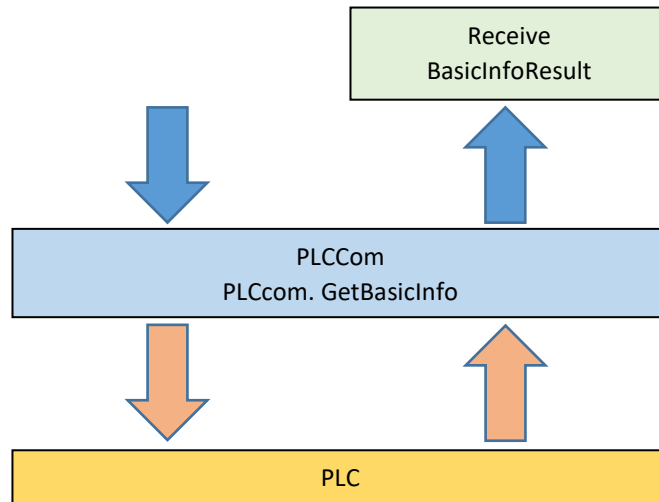 Receive
BasicInfoResult
PLCCom
PLCcom. GetBasicInfo
PLC